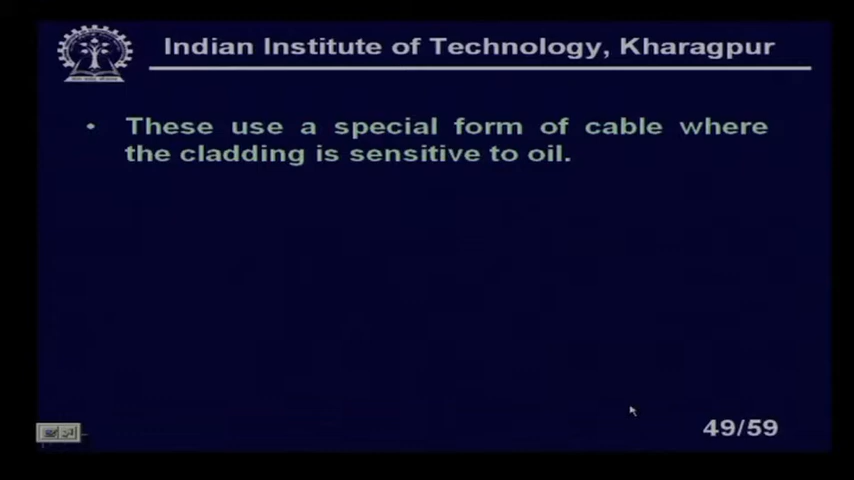 Indian Institute of Technology, Kharagpur
• These use a special form of cable where
the cladding is sensitive to oil.
49/59